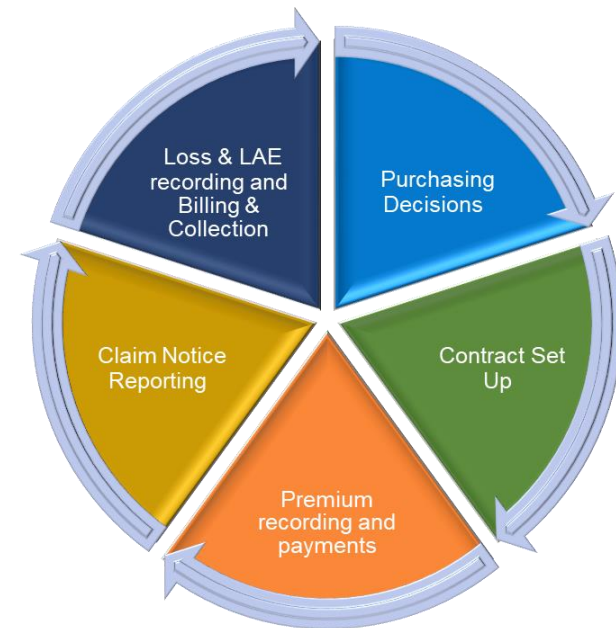 Purchasing
Decisions
Contract Set
Up
Premium
recording and
payments
Claim Notice
Reporting
Loss & LAE
recording and
Billing &
Collection